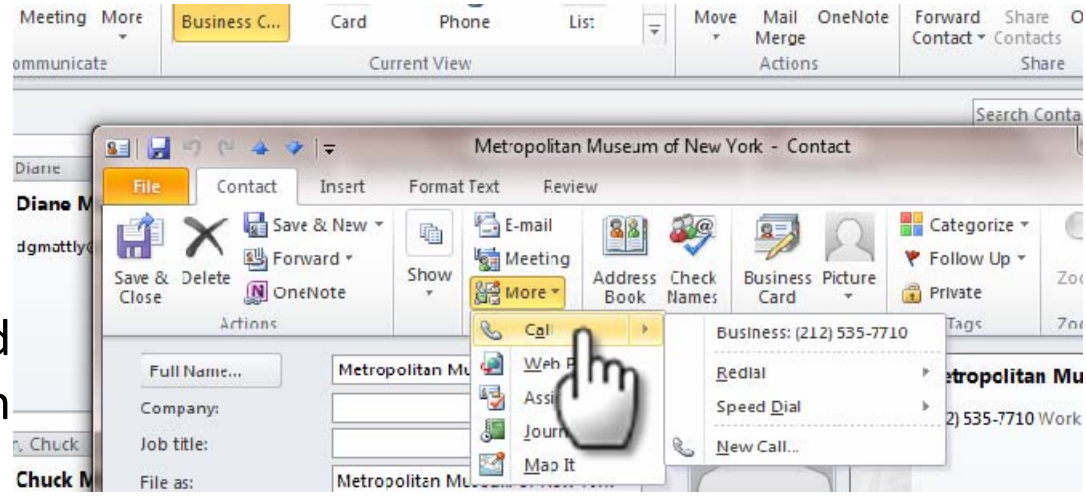 Meeting More Business C... Card Phone List Move Mail Merge OneNote Forward Contact Share Contacts
Current View Actions Share
Search Conta
Metropolitan Museum of New York - Contact
Diane
File Contact Insert Format Text Review
Diane M
dgmattly
Save & Close Delete Save & New Forward OneNote Show E-mail Meeting More Address Book Check Names Business Card Picture Categorize Follow Up Private
Actions Tags
Call Business: (212) 535-7710
Full Name... Metropolitan Mu Web Redial
etropolitan Mu
Company: Speed Dial
2) 535-7710 Work
Job title: New Call...
Map It
, Chuck
Chuck M
File as: Metropolitan Mu